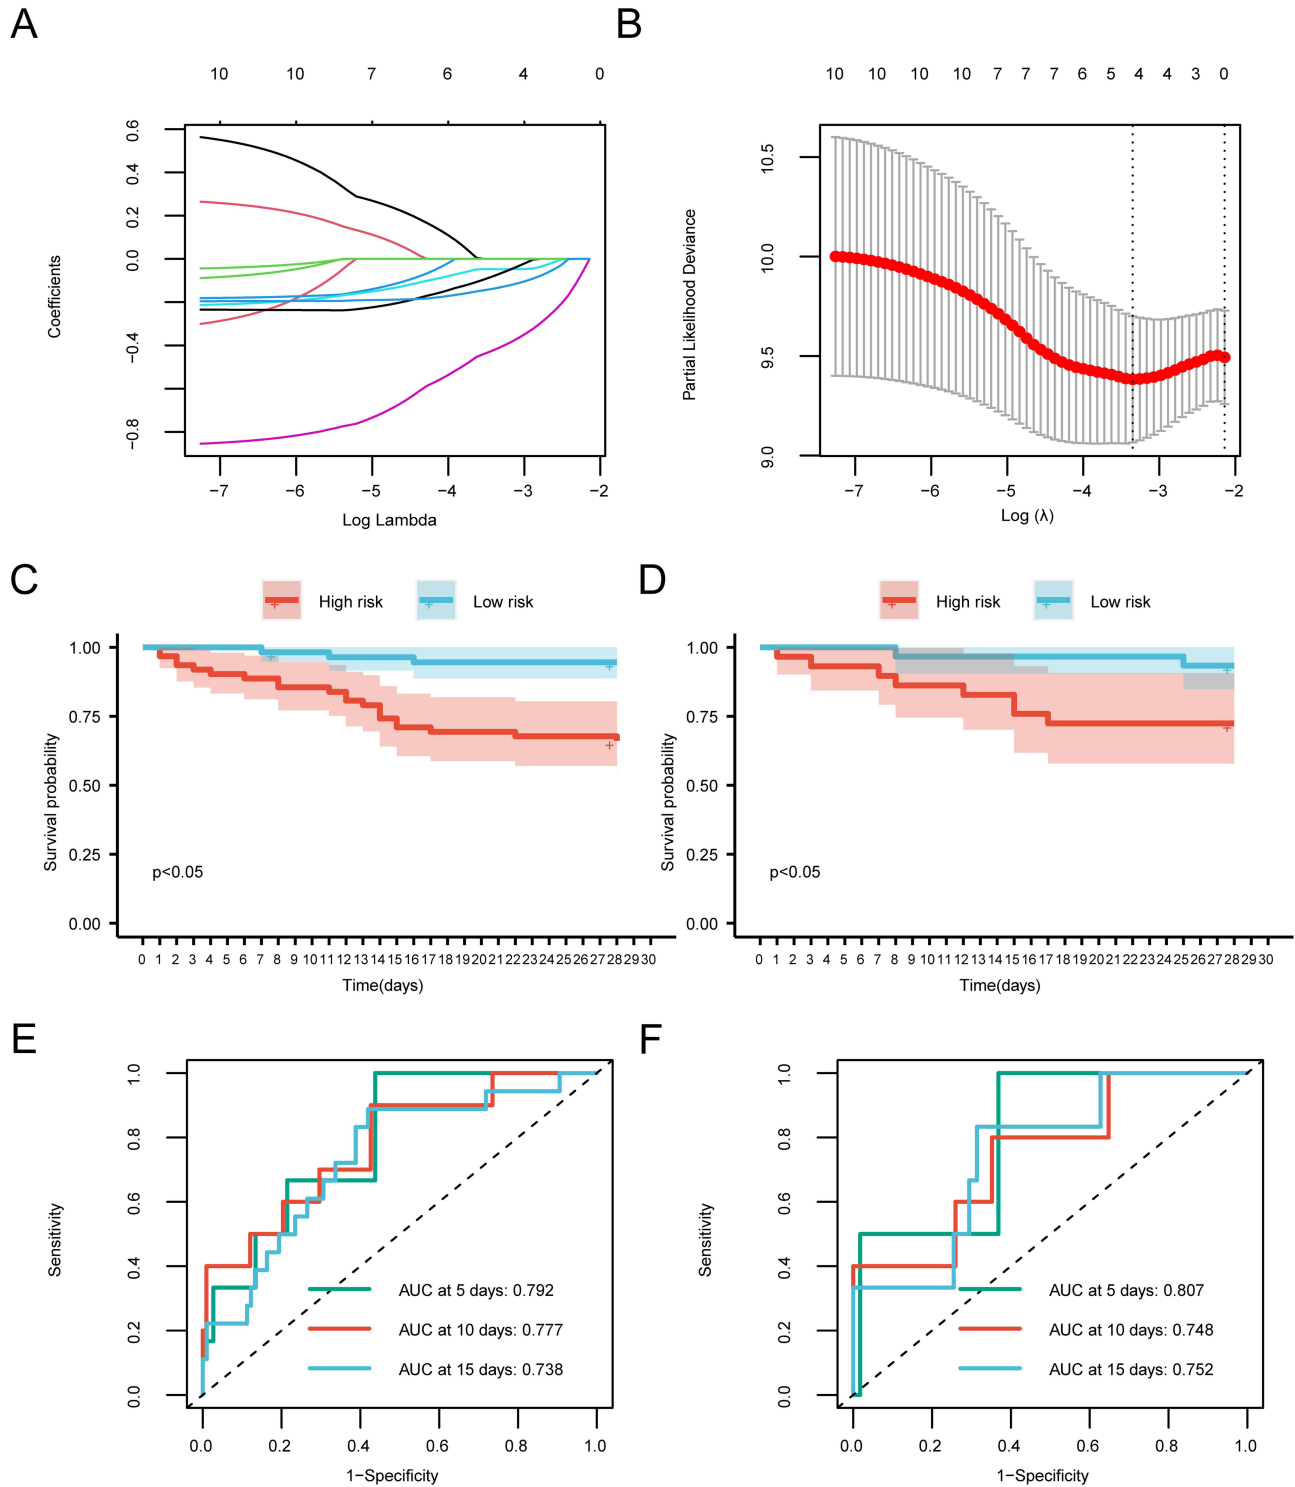 A
10 10 7 6 4 0
0.6
0.4
0.2
0.0
−0.4
−0.8
Coefficients
−7 −6 −5 −4 −3 −2
Log Lambda
B
10 10 10 10 7 7 7 6 5 4 4 3 0
10.5
10.0
9.5
9.0
Partial Likelihood Deviance
−7 −6 −5 −4 −3 −2
Log (λ)
C
High risk Low risk
1.00
0.75
0.50
0.25
0.00
Survival probability
p<0.05
0 1 2 3 4 5 6 7 8 9 10 11 12 13 14 15 16 17 18 19 20 21 22 23 24 25 26 27 28 29 30
Time(days)
D
High risk Low risk
1.00
0.75
0.50
0.25
0.00
Survival probability
p<0.05
0 1 2 3 4 5 6 7 8 9 10 11 12 13 14 15 16 17 18 19 20 21 22 23 24 25 26 27 28 29 30
Time(days)
E
1.0
0.8
0.6
0.4
0.2
0.0
Sensitivity
AUC at 5 days: 0.792
AUC at 10 days: 0.777
AUC at 15 days: 0.738
0.0 0.2 0.4 0.6 0.8 1.0
1−Specificity
F
1.0
0.8
0.6
0.4
0.2
0.0
Sensitivity
AUC at 5 days: 0.807
AUC at 10 days: 0.748
AUC at 15 days: 0.752
0.0 0.2 0.4 0.6 0.8 1.0
1−Specificity